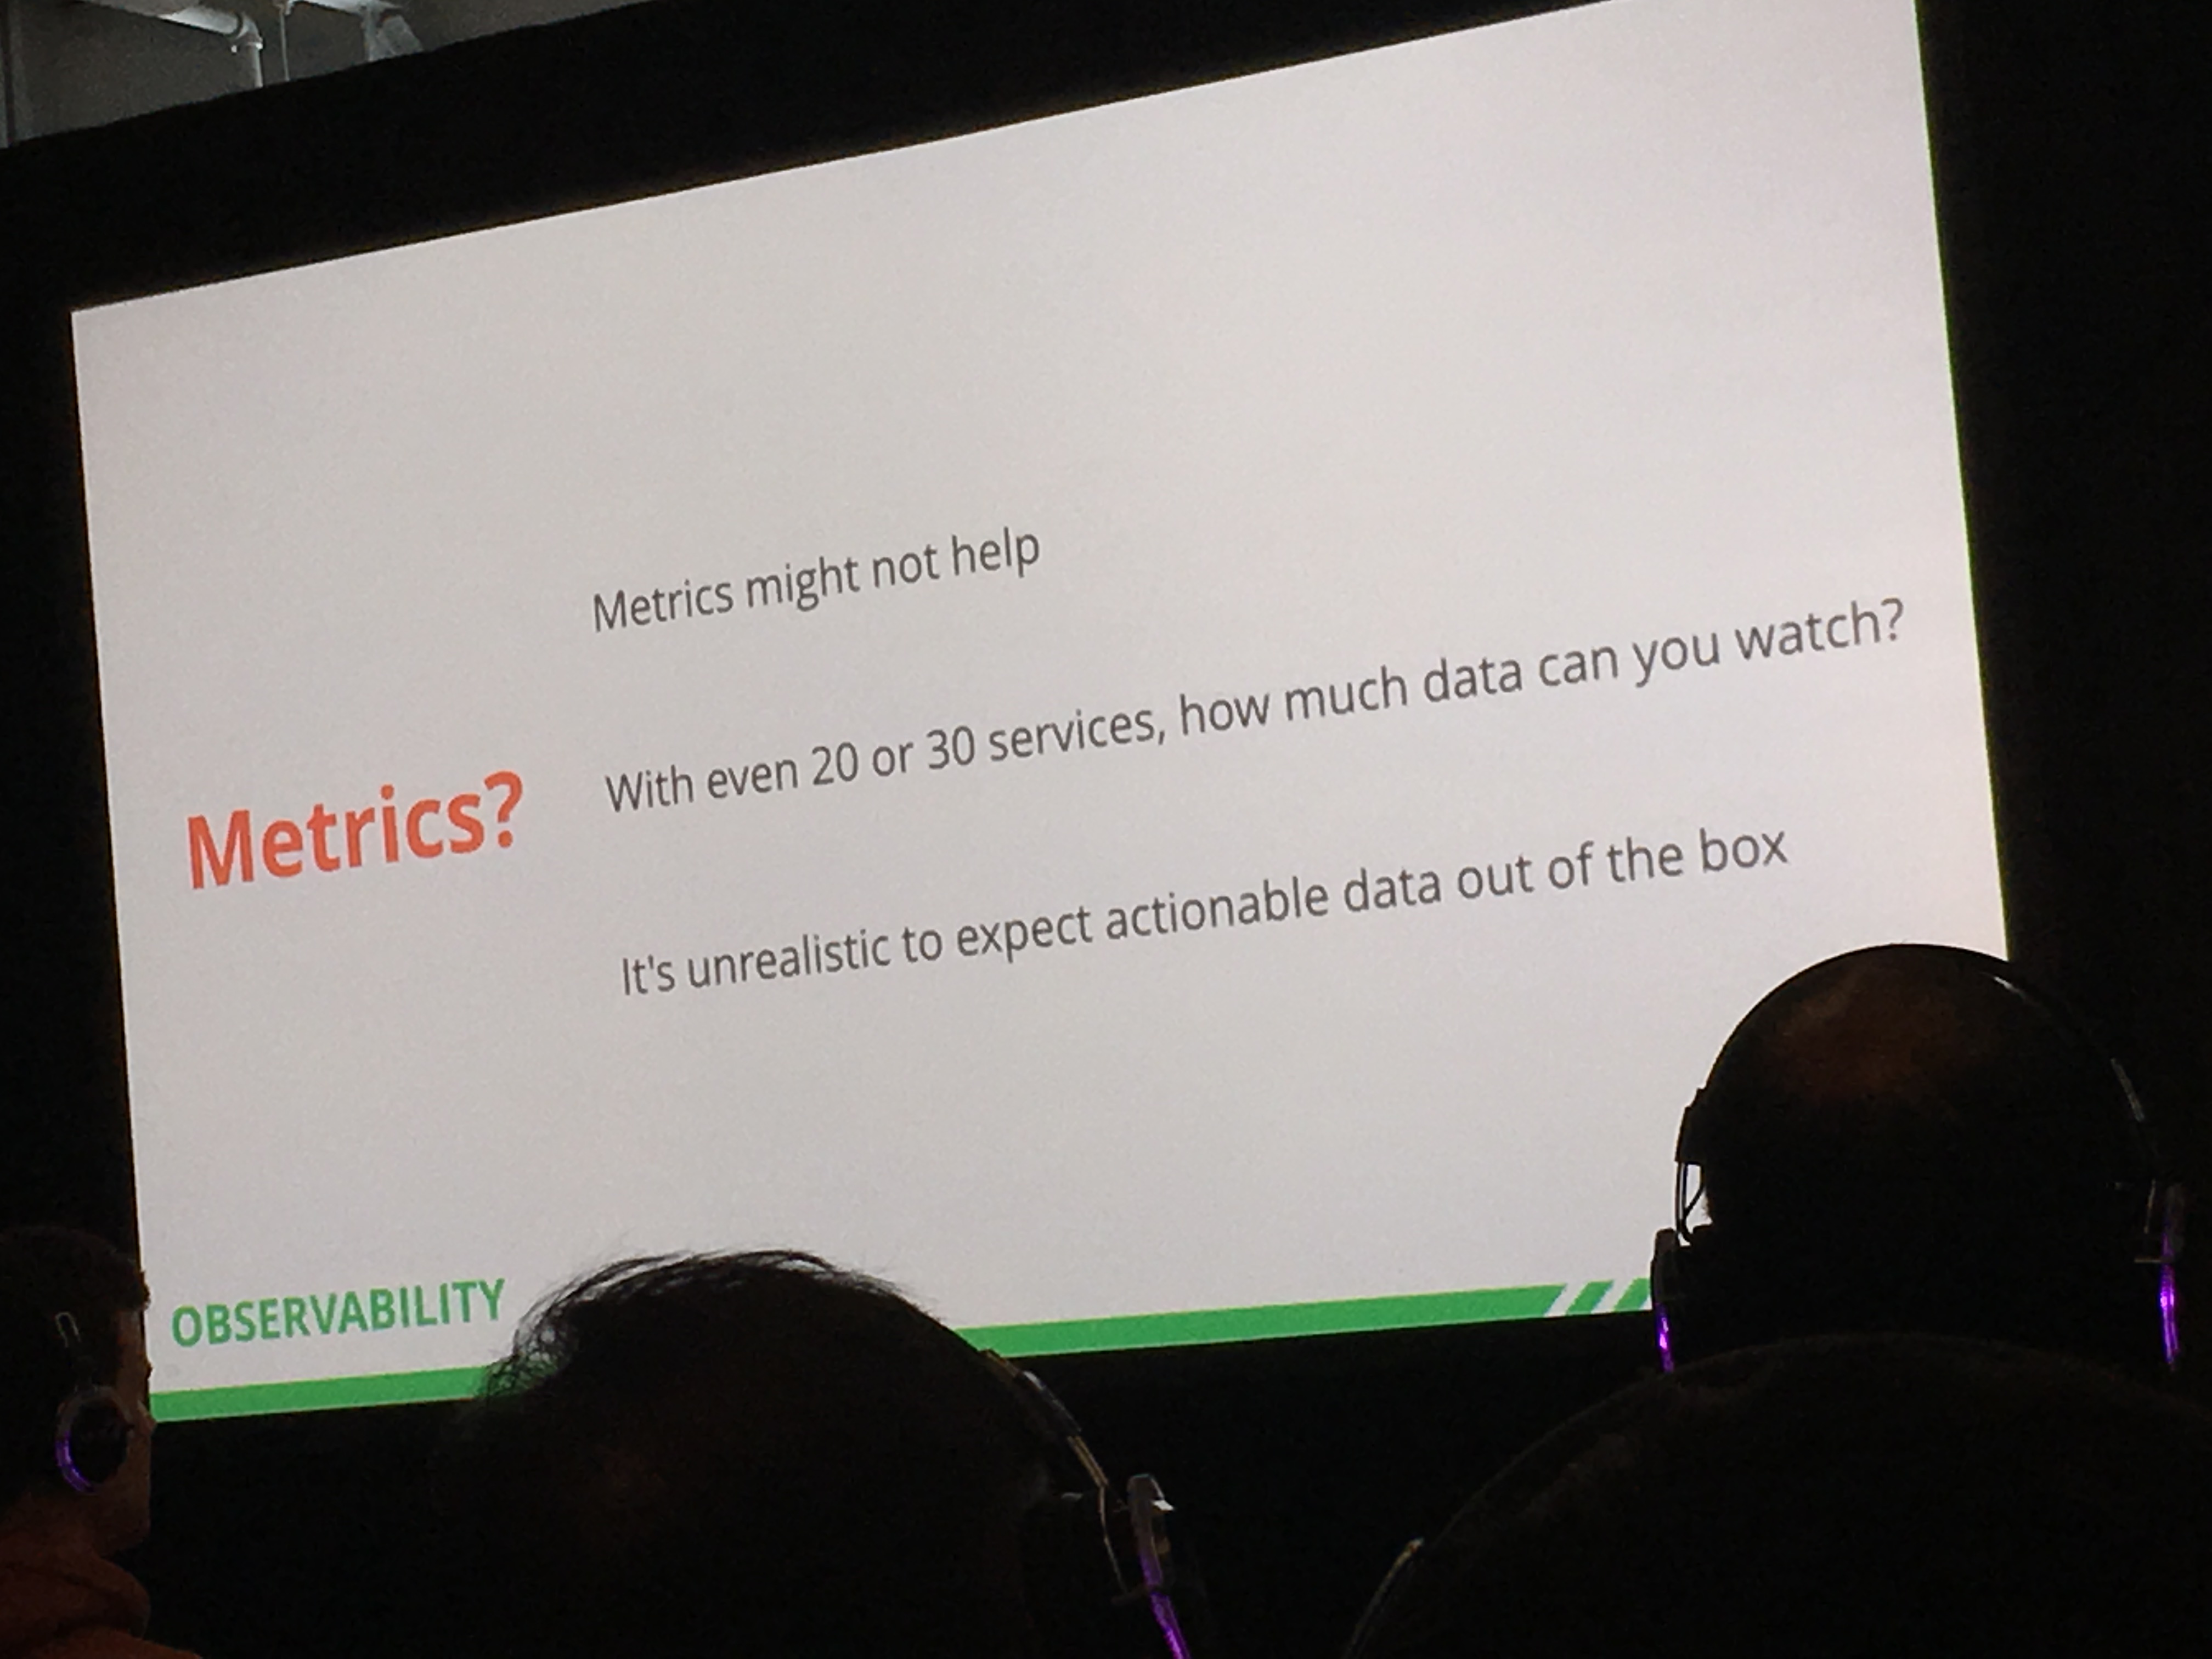 Metrics?
Metrics might not help
With even 20 or 30 services, how much data can you watch?
It's unrealistic to expect actionable data out of the box
OBSERVABILITY